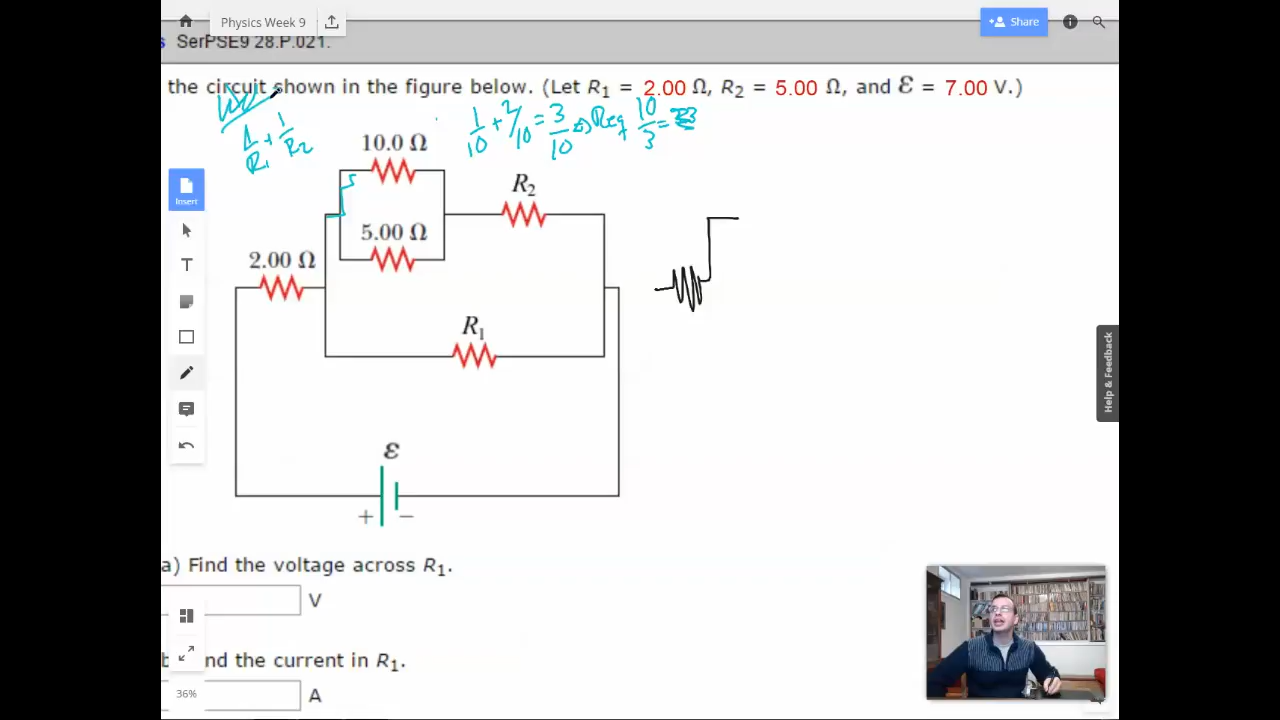 Physics Week 9
Share
SerPSE9 28.P.021.
the circuit shown in the figure below. (Let R₁ = 2.00 Ω, R₂ = 5.00 Ω, and ε = 7.00 V.)
1/R₁ + 1/R₂
1/10 + 2/10 = 3/10 ⇒ Req 10/3 =
10.0 Ω
R₂
Insert
T
5.00 Ω
2.00 Ω
R₁
Help & Feedback
ε
+ −
a) Find the voltage across R₁.
V
nd the current in R₁.
A
36%